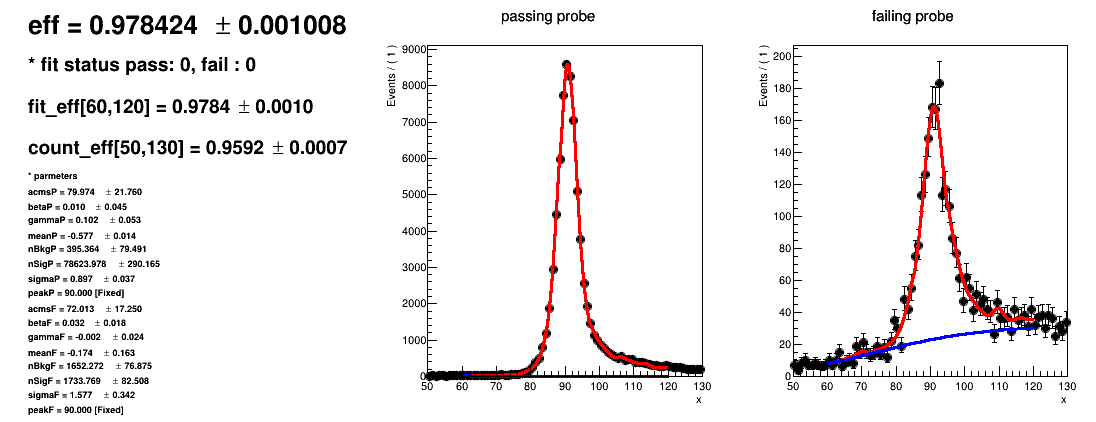 eff = 0.978424 ± 0.001008
* fit status pass: 0, fail : 0
fit_eff[60,120] = 0.9784 ± 0.0010
count_eff[50,130] = 0.9592 ± 0.0007
* parmeters
acmsP = 79.974 ± 21.760
betaP = 0.010 ± 0.045
gammaP = 0.102 ± 0.053
meanP = -0.577 ± 0.014
nBkgP = 395.364 ± 79.491
nSigP = 78623.978 ± 290.165
sigmaP = 0.897 ± 0.037
peakP = 90.000 [Fixed]
acmsF = 72.013 ± 17.250
betaF = 0.032 ± 0.018
gammaF = -0.002 ± 0.024
meanF = -0.174 ± 0.163
nBkgF = 1652.272 ± 76.875
nSigF = 1733.769 ± 82.508
sigmaF = 1.577 ± 0.342
peakF = 90.000 [Fixed]
passing probe
Events / ( 1 )
9000
8000
7000
6000
5000
4000
3000
2000
1000
0
50 60 70 80 90 100 110 120 130
x
failing probe
Events / ( 1 )
200
180
160
140
120
100
80
60
40
20
0
50 60 70 80 90 100 110 120 130
x